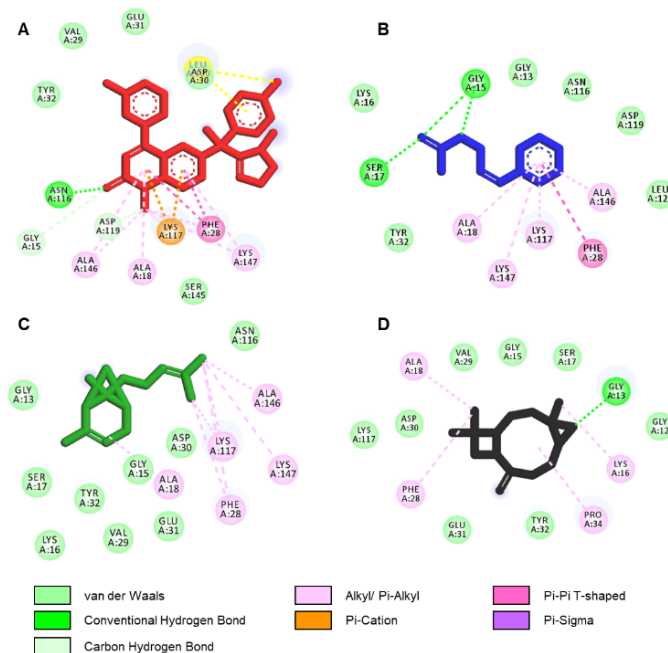 A
GLU
A:31
VAL
A:29
TYR
A:32
LEU
ASP
A:30
ASN
A:116
GLY
A:15
ASP
A:119
LYS
A:117
PHE
A:28
ALA
A:146
ALA
A:18
LYS
A:147
SER
A:145
B
GLY
A:15
GLY
A:13
ASN
A:116
LYS
A:16
ASP
A:119
SER
A:17
ALA
A:146
LEU
A:12
TYR
A:32
ALA
A:18
LYS
A:117
LYS
A:147
PHE
A:28
C
ASN
A:116
GLY
A:13
ALA
A:146
ASP
A:30
LYS
A:117
GLY
A:15
LYS
A:147
SER
A:17
TYR
A:32
ALA
A:18
PHE
A:28
LYS
A:16
VAL
A:29
GLU
A:31
D
ALA
A:18
VAL
A:29
GLY
A:15
SER
A:17
GLY
A:13
LYS
A:117
ASP
A:30
GLY
A:12
LYS
A:16
PHE
A:28
PRO
A:34
GLU
A:31
TYR
A:32
van der Waals
Alkyl/ Pi-Alkyl
Pi-Pi T-shaped
Conventional Hydrogen Bond
Pi-Cation
Pi-Sigma
Carbon Hydrogen Bond